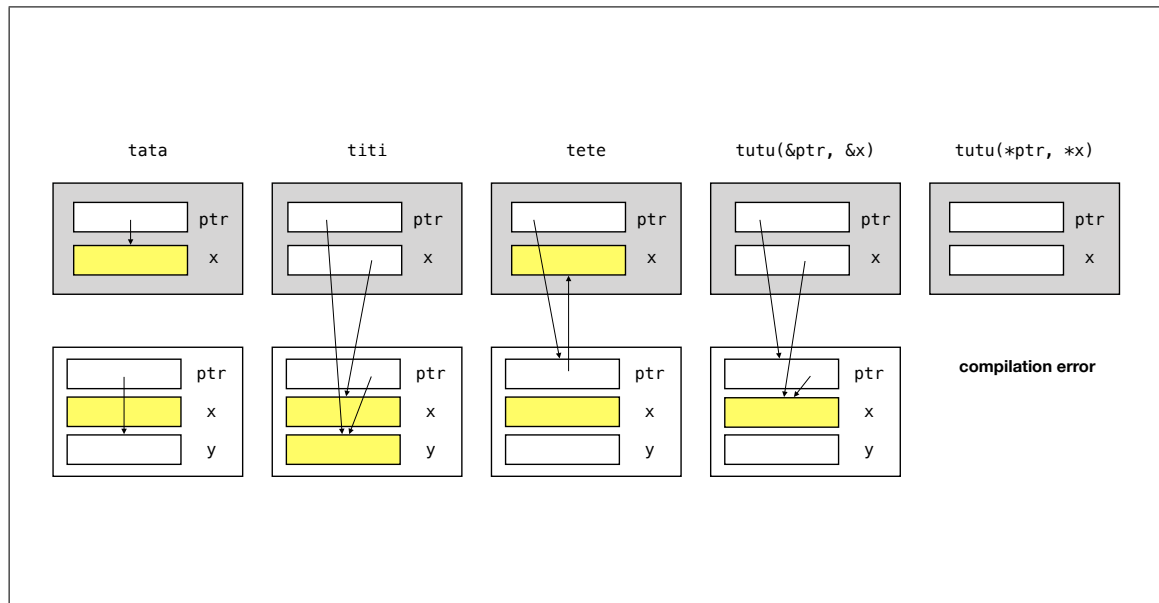 tata titi tete tutu(&ptr, &x) tutu(*ptr, *x)
ptr ptr ptr ptr ptr
x x x x x
ptr ptr ptr ptr compilation error
x x x x
y y y y